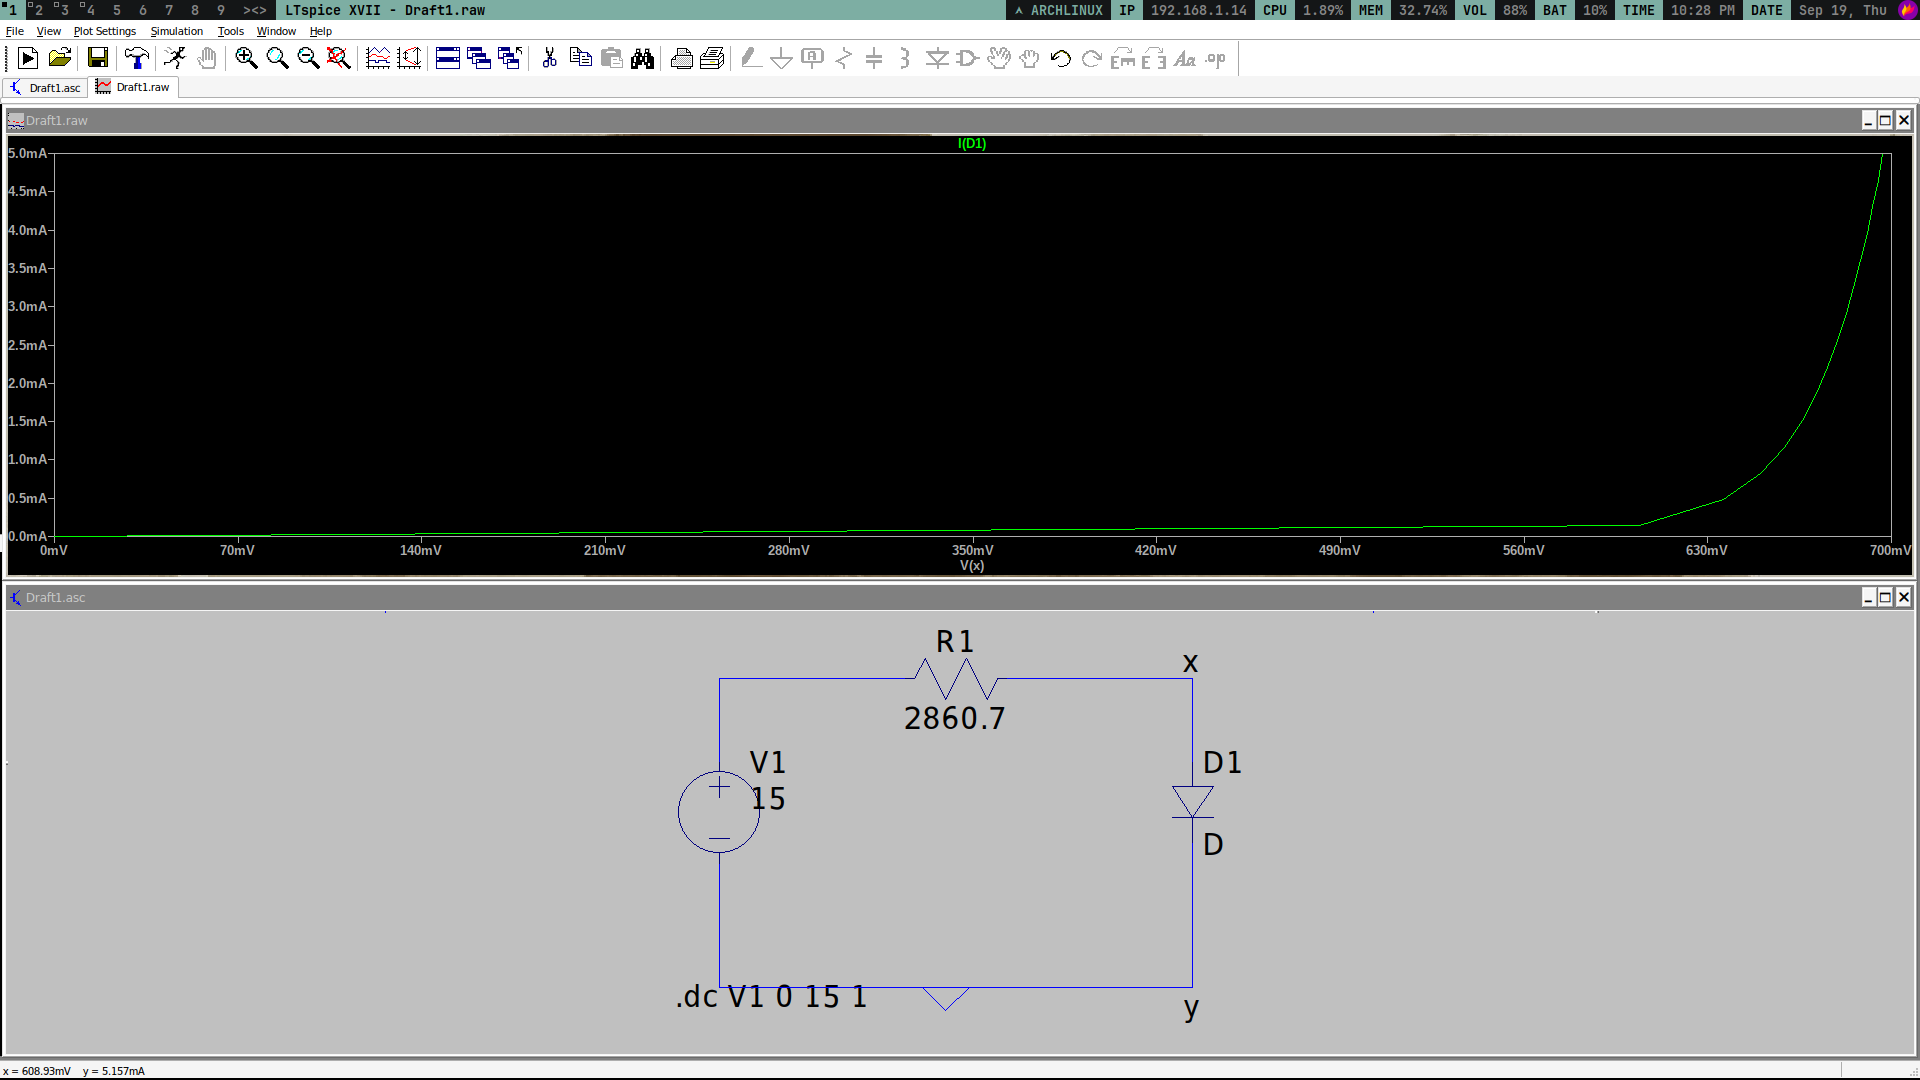 1 2 3 4 5 6 7 8 9 ><> LTspice XVII - Draft1.raw ARCHLINUX IP 192.168.1.14 CPU 1.89% MEM 32.74% VOL 88% BAT 10% TIME 10:28 PM DATE Sep 19, Thu
File View Plot Settings Simulation Tools Window Help
Draft1.asc Draft1.raw
Draft1.raw
I(D1)
5.0mA
4.5mA
4.0mA
3.5mA
3.0mA
2.5mA
2.0mA
1.5mA
1.0mA
0.5mA
0.0mA
0mV 70mV 140mV 210mV 280mV 350mV 420mV 490mV 560mV 630mV 700mV
V(x)
Draft1.asc
R1
x
2860.7
V1
D1
15
D
.dc V1 0 15 1
y
x = 608.93mV y = 5.157mA